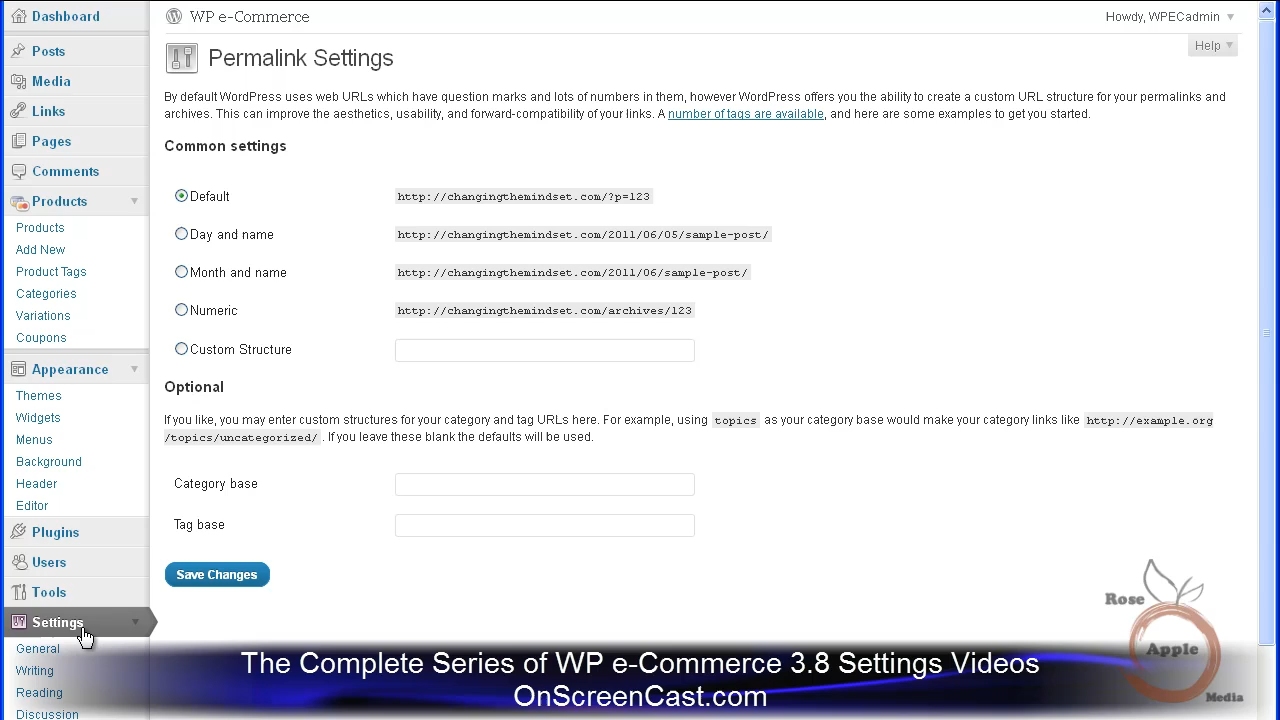 Dashboard
Posts
Media
Links
Pages
Comments
Products
Products
Add New
Product Tags
Categories
Variations
Coupons
Appearance
Themes
Widgets
Menus
Background
Header
Editor
Plugins
Users
Tools
Settings
General
Writing
Reading
Discussion
WP e-Commerce
Howdy, WPECadmin
Help
Permalink Settings
By default WordPress uses web URLs which have question marks and lots of numbers in them, however WordPress offers you the ability to create a custom URL structure for your permalinks and
archives. This can improve the aesthetics, usability, and forward-compatibility of your links. A number of tags are available, and here are some examples to get you started.
Common settings
Default http://changingthemindset.com/?p=123
Day and name http://changingthemindset.com/2011/06/05/sample-post/
Month and name http://changingthemindset.com/2011/06/sample-post/
Numeric http://changingthemindset.com/archives/123
Custom Structure
Optional
If you like, you may enter custom structures for your category and tag URLs here. For example, using topics as your category base would make your category links like http://example.org
/topics/uncategorized/ . If you leave these blank the defaults will be used.
Category base
Tag base
Save Changes
Rose
Apple
Media
The Complete Series of WP e-Commerce 3.8 Settings Videos
OnScreenCast.com